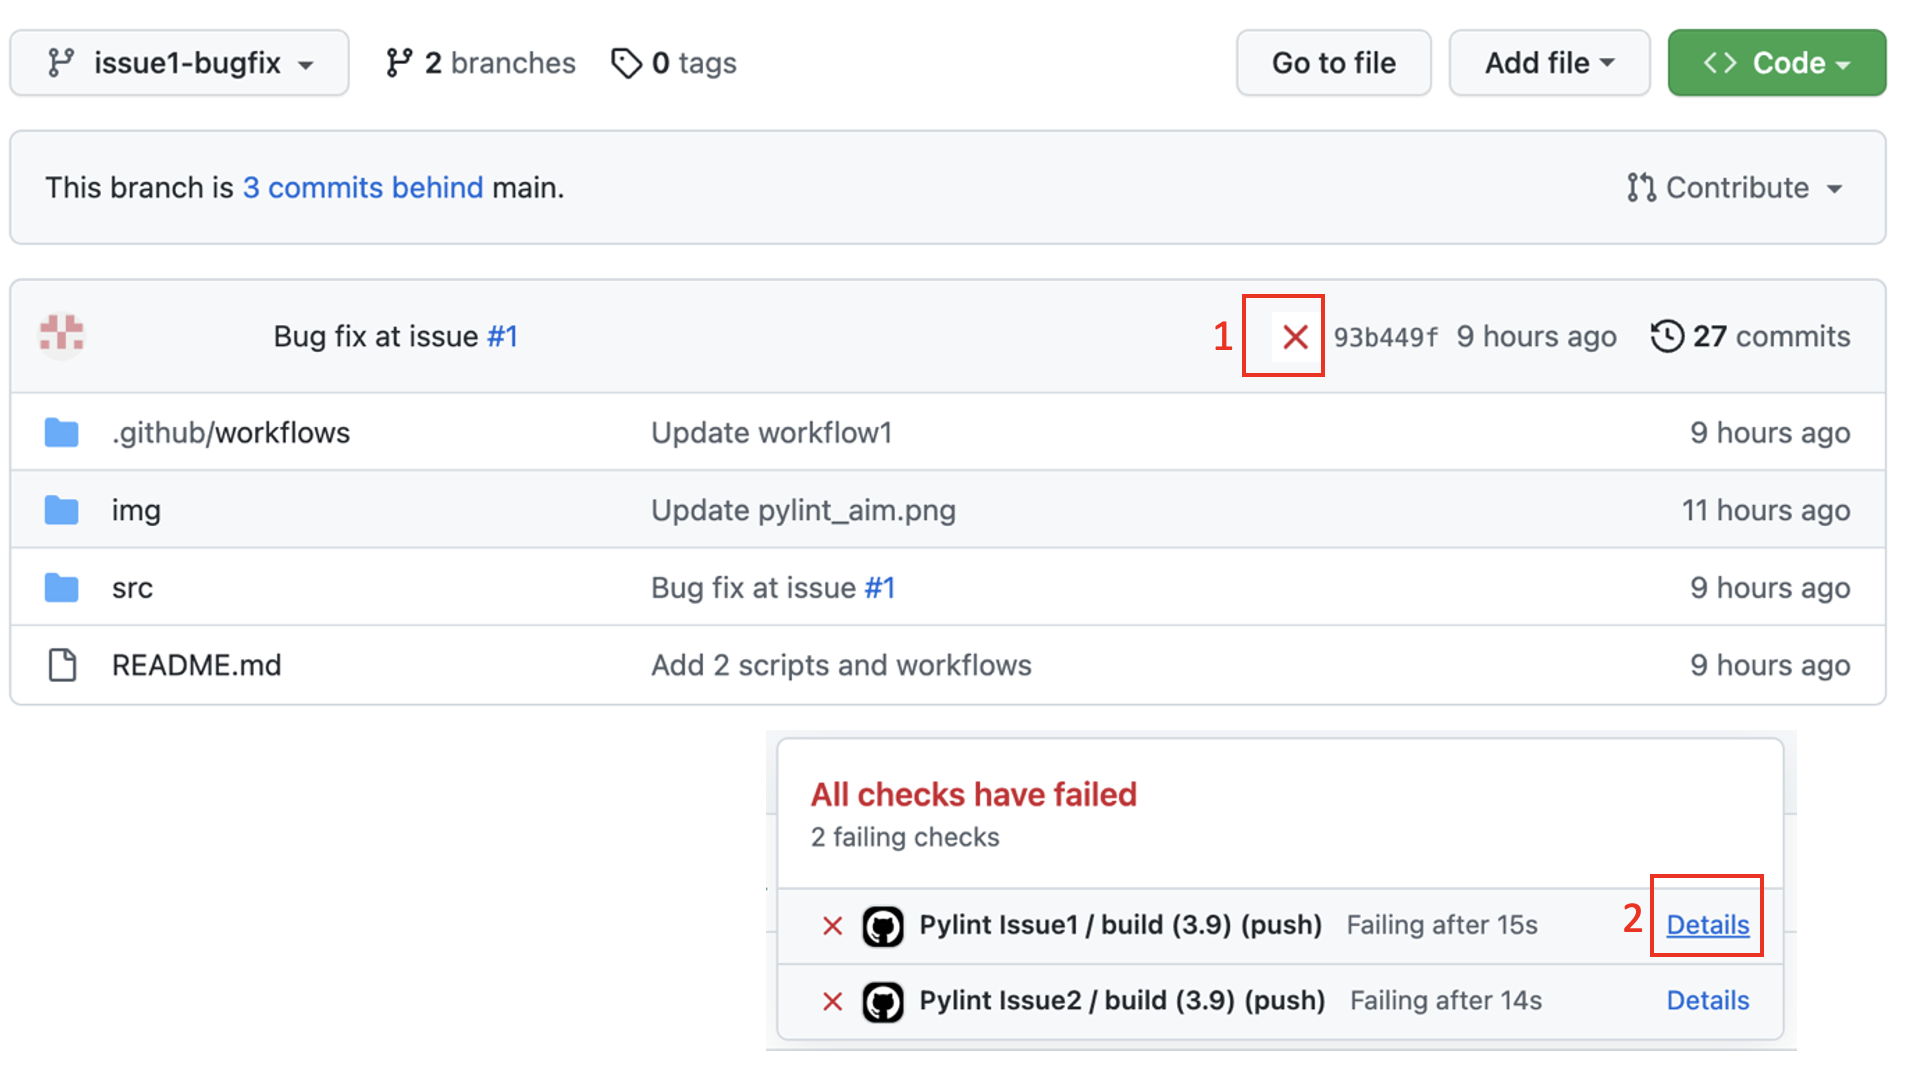 issue1-bugfix 2 branches 0 tags Go to file Add file <> Code
This branch is 3 commits behind main. Contribute
Bug fix at issue #1 1 93b449f 9 hours ago 27 commits
.github/workflows Update workflow1 9 hours ago
img Update pylint_aim.png 11 hours ago
src Bug fix at issue #1 9 hours ago
README.md Add 2 scripts and workflows 9 hours ago
All checks have failed
2 failing checks
Pylint Issue1 / build (3.9) (push) Failing after 15s 2 Details
Pylint Issue2 / build (3.9) (push) Failing after 14s Details